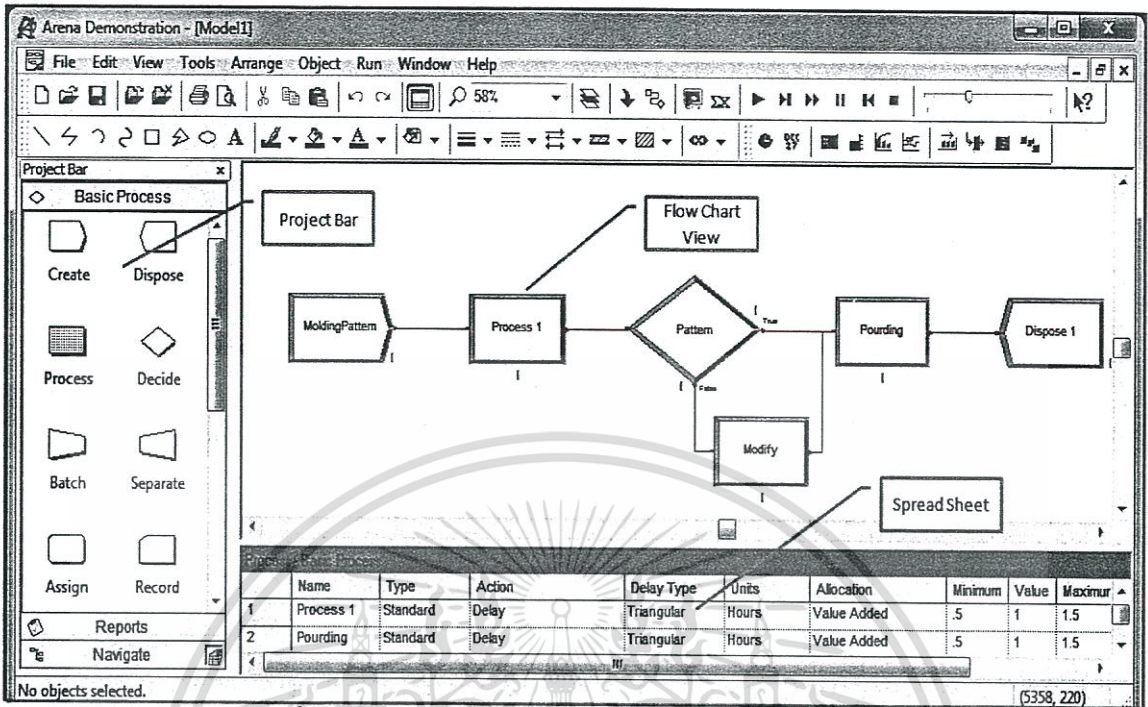 Arena Demonstration - [Model1]
File Edit View Tools Arrange Object Run Window Help
58%
Project Bar
Basic Process
Create Dispose
Process Decide
Batch Separate
Assign Record
Reports
Navigate
Project Bar
Flow Chart
View
MoldingPattern
Process 1
Pattern
True
False
Pourding
Dispose 1
Modify
Spread Sheet
Name Type Action Delay Type Units Allocation Minimum Value Maximur
1 Process 1 Standard Delay Triangular Hours Value Added .5 1 1.5
2 Pourding Standard Delay Triangular Hours Value Added .5 1 1.5
No objects selected.
(5358, 220)